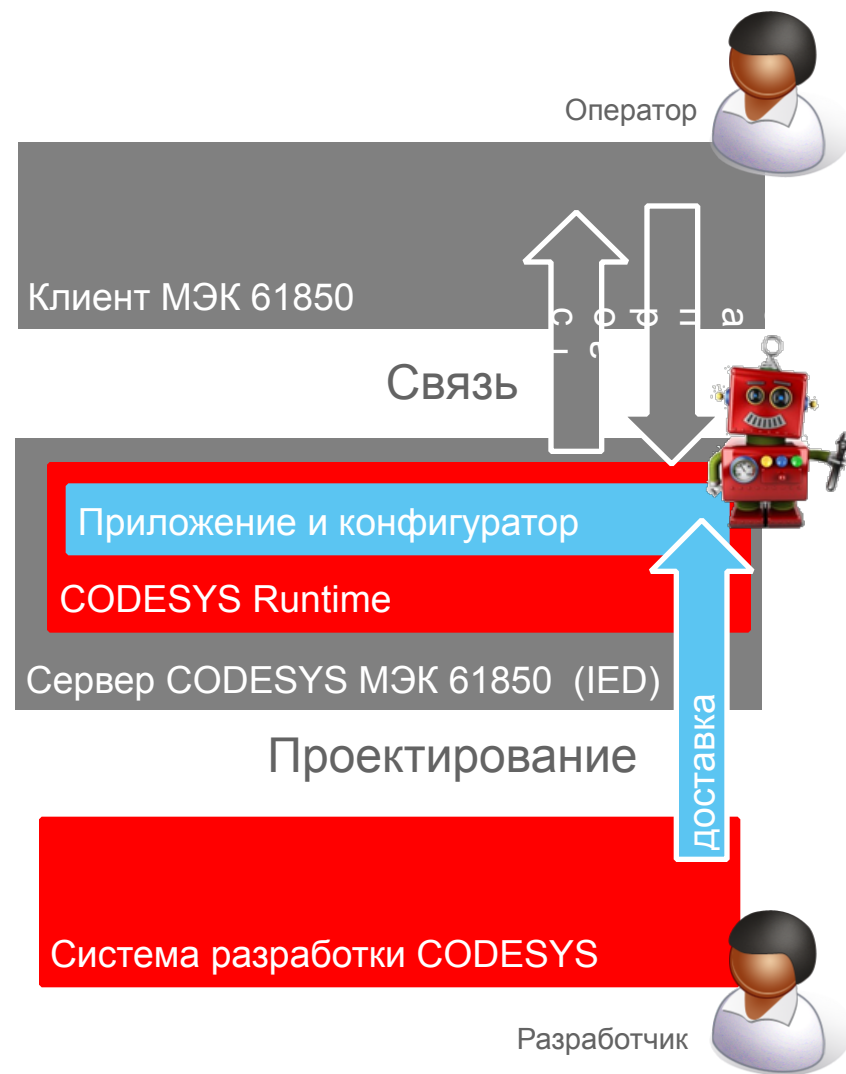 Оператор
Клиент МЭК 61850
Связь
Приложение и конфигуратор
CODESYS Runtime
Сервер CODESYS МЭК 61850 (IED)
Проектирование
доставка
Система разработки CODESYS
Разработчик